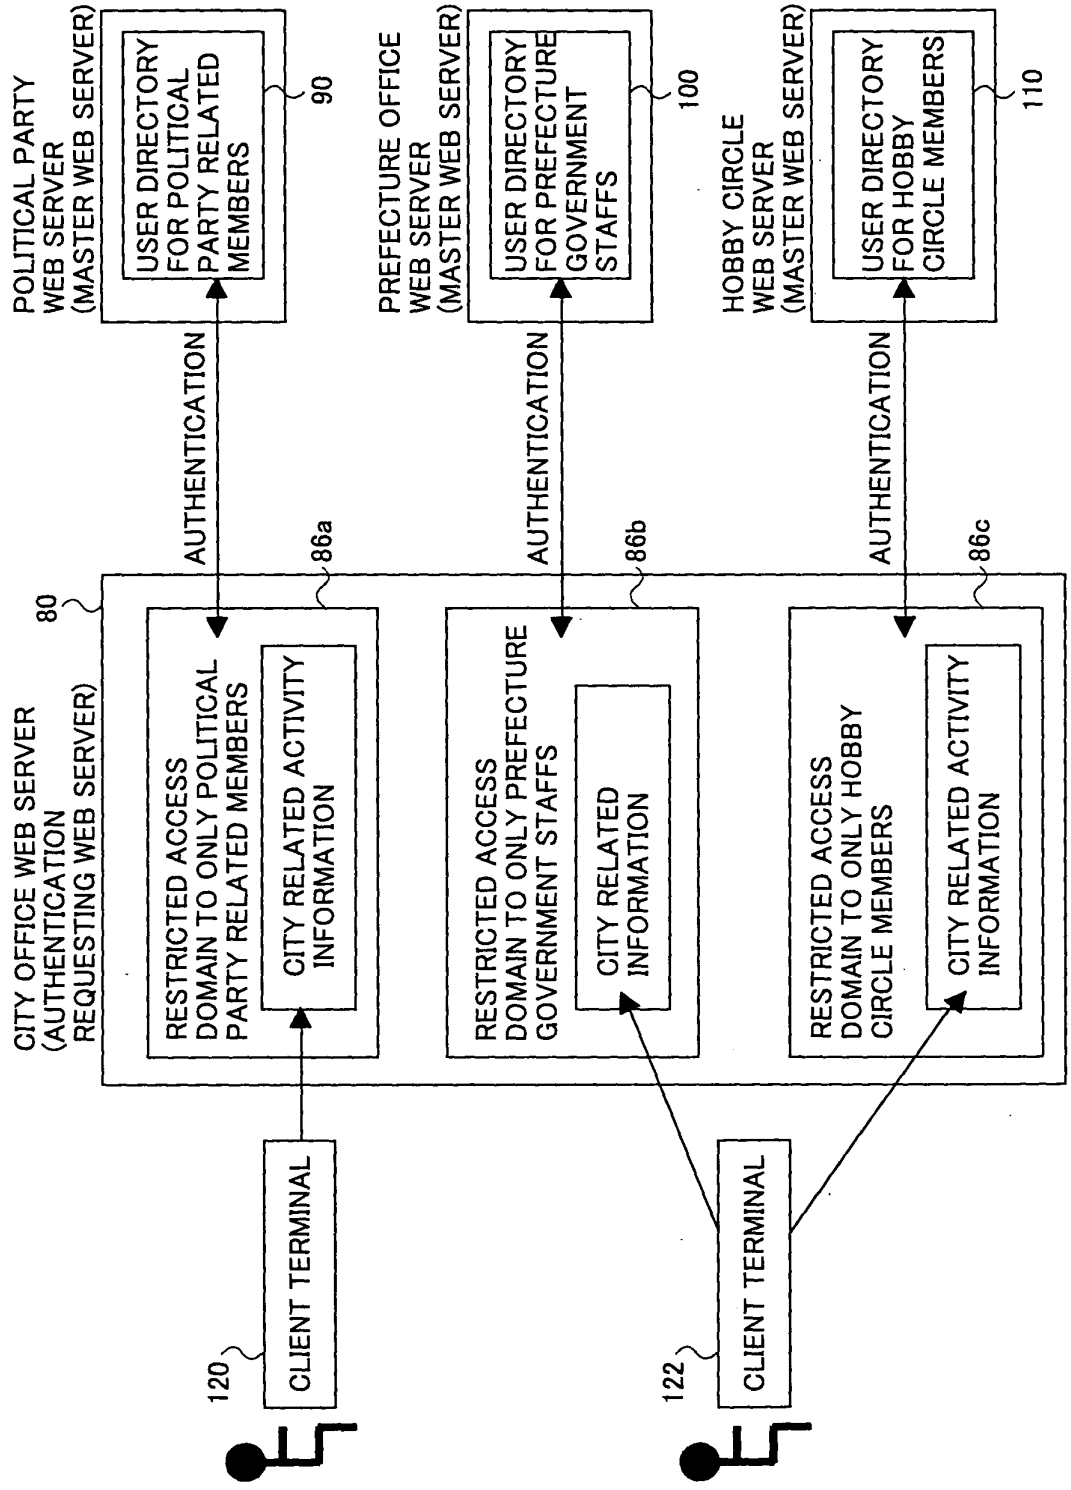 CITY OFFICE WEB SERVER
(AUTHENTICATION
REQUESTING WEB SERVER)
80
RESTRICTED ACCESS
DOMAIN TO ONLY POLITICAL
PARTY RELATED MEMBERS
CITY RELATED ACTIVITY
INFORMATION
86a
AUTHENTICATION
POLITICAL PARTY
WEB SERVER
(MASTER WEB SERVER)
USER DIRECTORY
FOR POLITICAL
PARTY RELATED
MEMBERS
90
120
CLIENT TERMINAL
RESTRICTED ACCESS
DOMAIN TO ONLY PREFECTURE
GOVERNMENT STAFFS
CITY RELATED
INFORMATION
86b
AUTHENTICATION
PREFECTURE OFFICE
WEB SERVER
(MASTER WEB SERVER)
USER DIRECTORY
FOR PREFECTURE
GOVERNMENT
STAFFS
100
122
CLIENT TERMINAL
RESTRICTED ACCESS
DOMAIN TO ONLY HOBBY
CIRCLE MEMBERS
CITY RELATED ACTIVITY
INFORMATION
86c
AUTHENTICATION
HOBBY CIRCLE
WEB SERVER
(MASTER WEB SERVER)
USER DIRECTORY
FOR HOBBY
CIRCLE MEMBERS
110